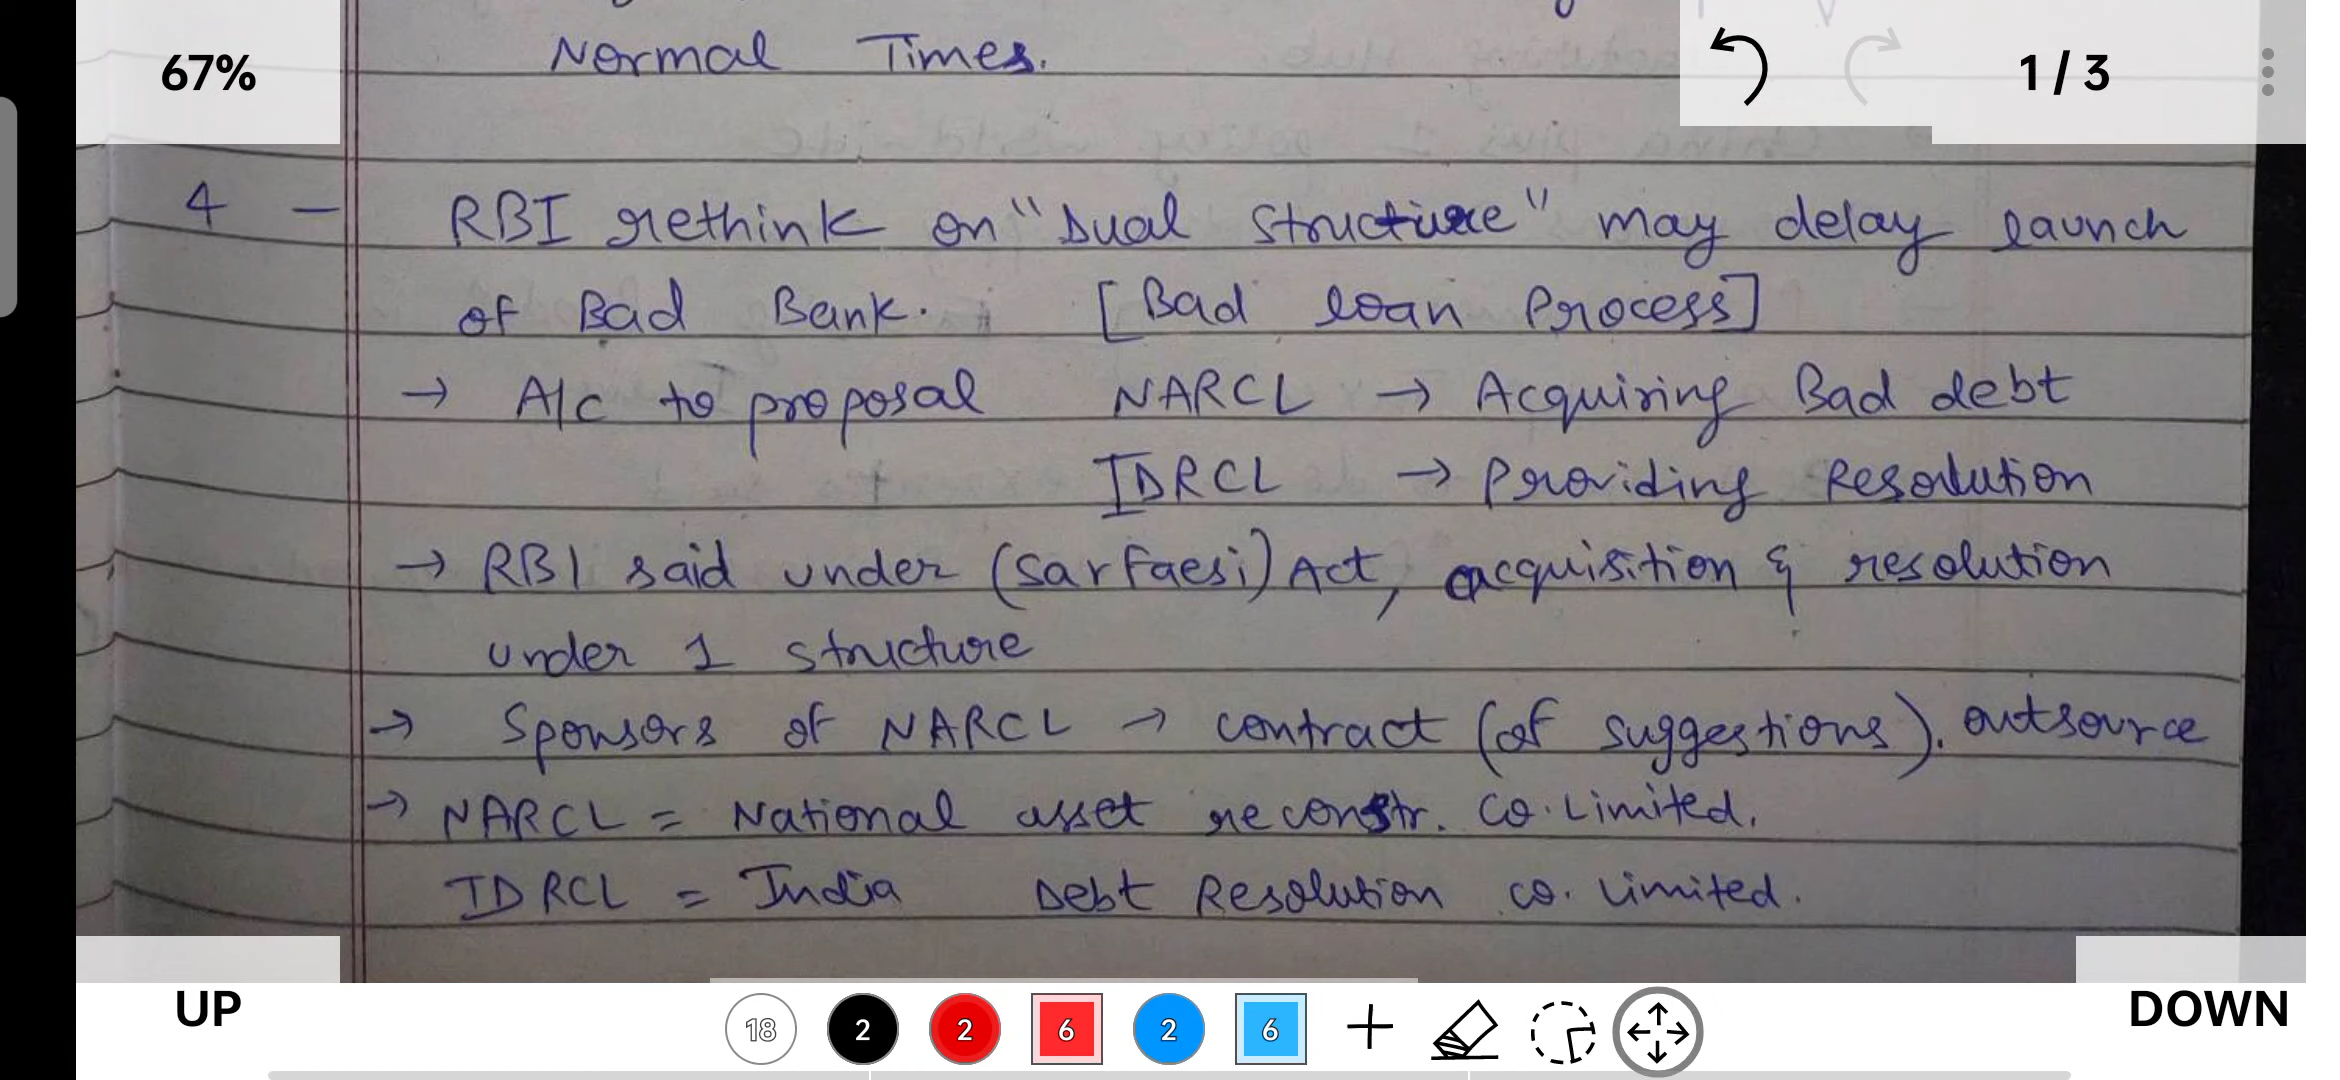 Normal Times.
67%
1 / 3
4 - RBI rethink on "Dual Structure" may delay launch
of Bad Bank. [Bad loan Process]
→ A/c to proposal NARCL → Acquiring Bad debt
IDRCL → Providing Resolution
→ RBI said under (Sarfaesi) Act, acquisition & resolution
under 1 structure
→ Sponsors of NARCL → contract (of suggestions). outsource
→ NARCL = National asset reconstr. Co. Limited.
IDRCL = India Debt Resolution co. Limited.
UP
18 2 2 6 2 6
DOWN